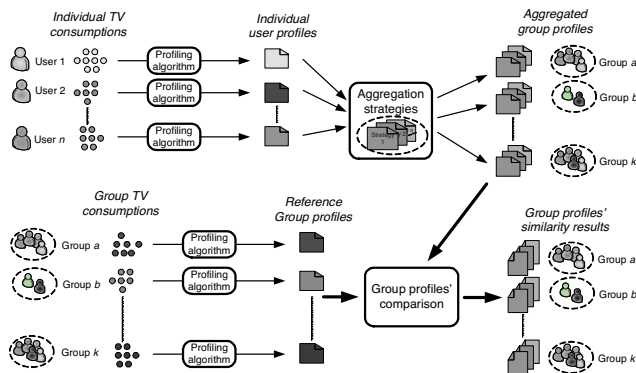 Individual TV
consumptions
Individual
user profiles
Aggregated
group profiles
User 1
Profiling
algorithm
Group a
User 2
Profiling
algorithm
Aggregation
strategies
Group b
Strategy
1
User n
Profiling
algorithm
Group k
Group TV
consumptions
Reference
Group profiles
Group profiles'
similarity results
Group a
Profiling
algorithm
Group a
Group b
Profiling
algorithm
Group profiles'
comparison
Group b
Group k
Profiling
algorithm
Group k